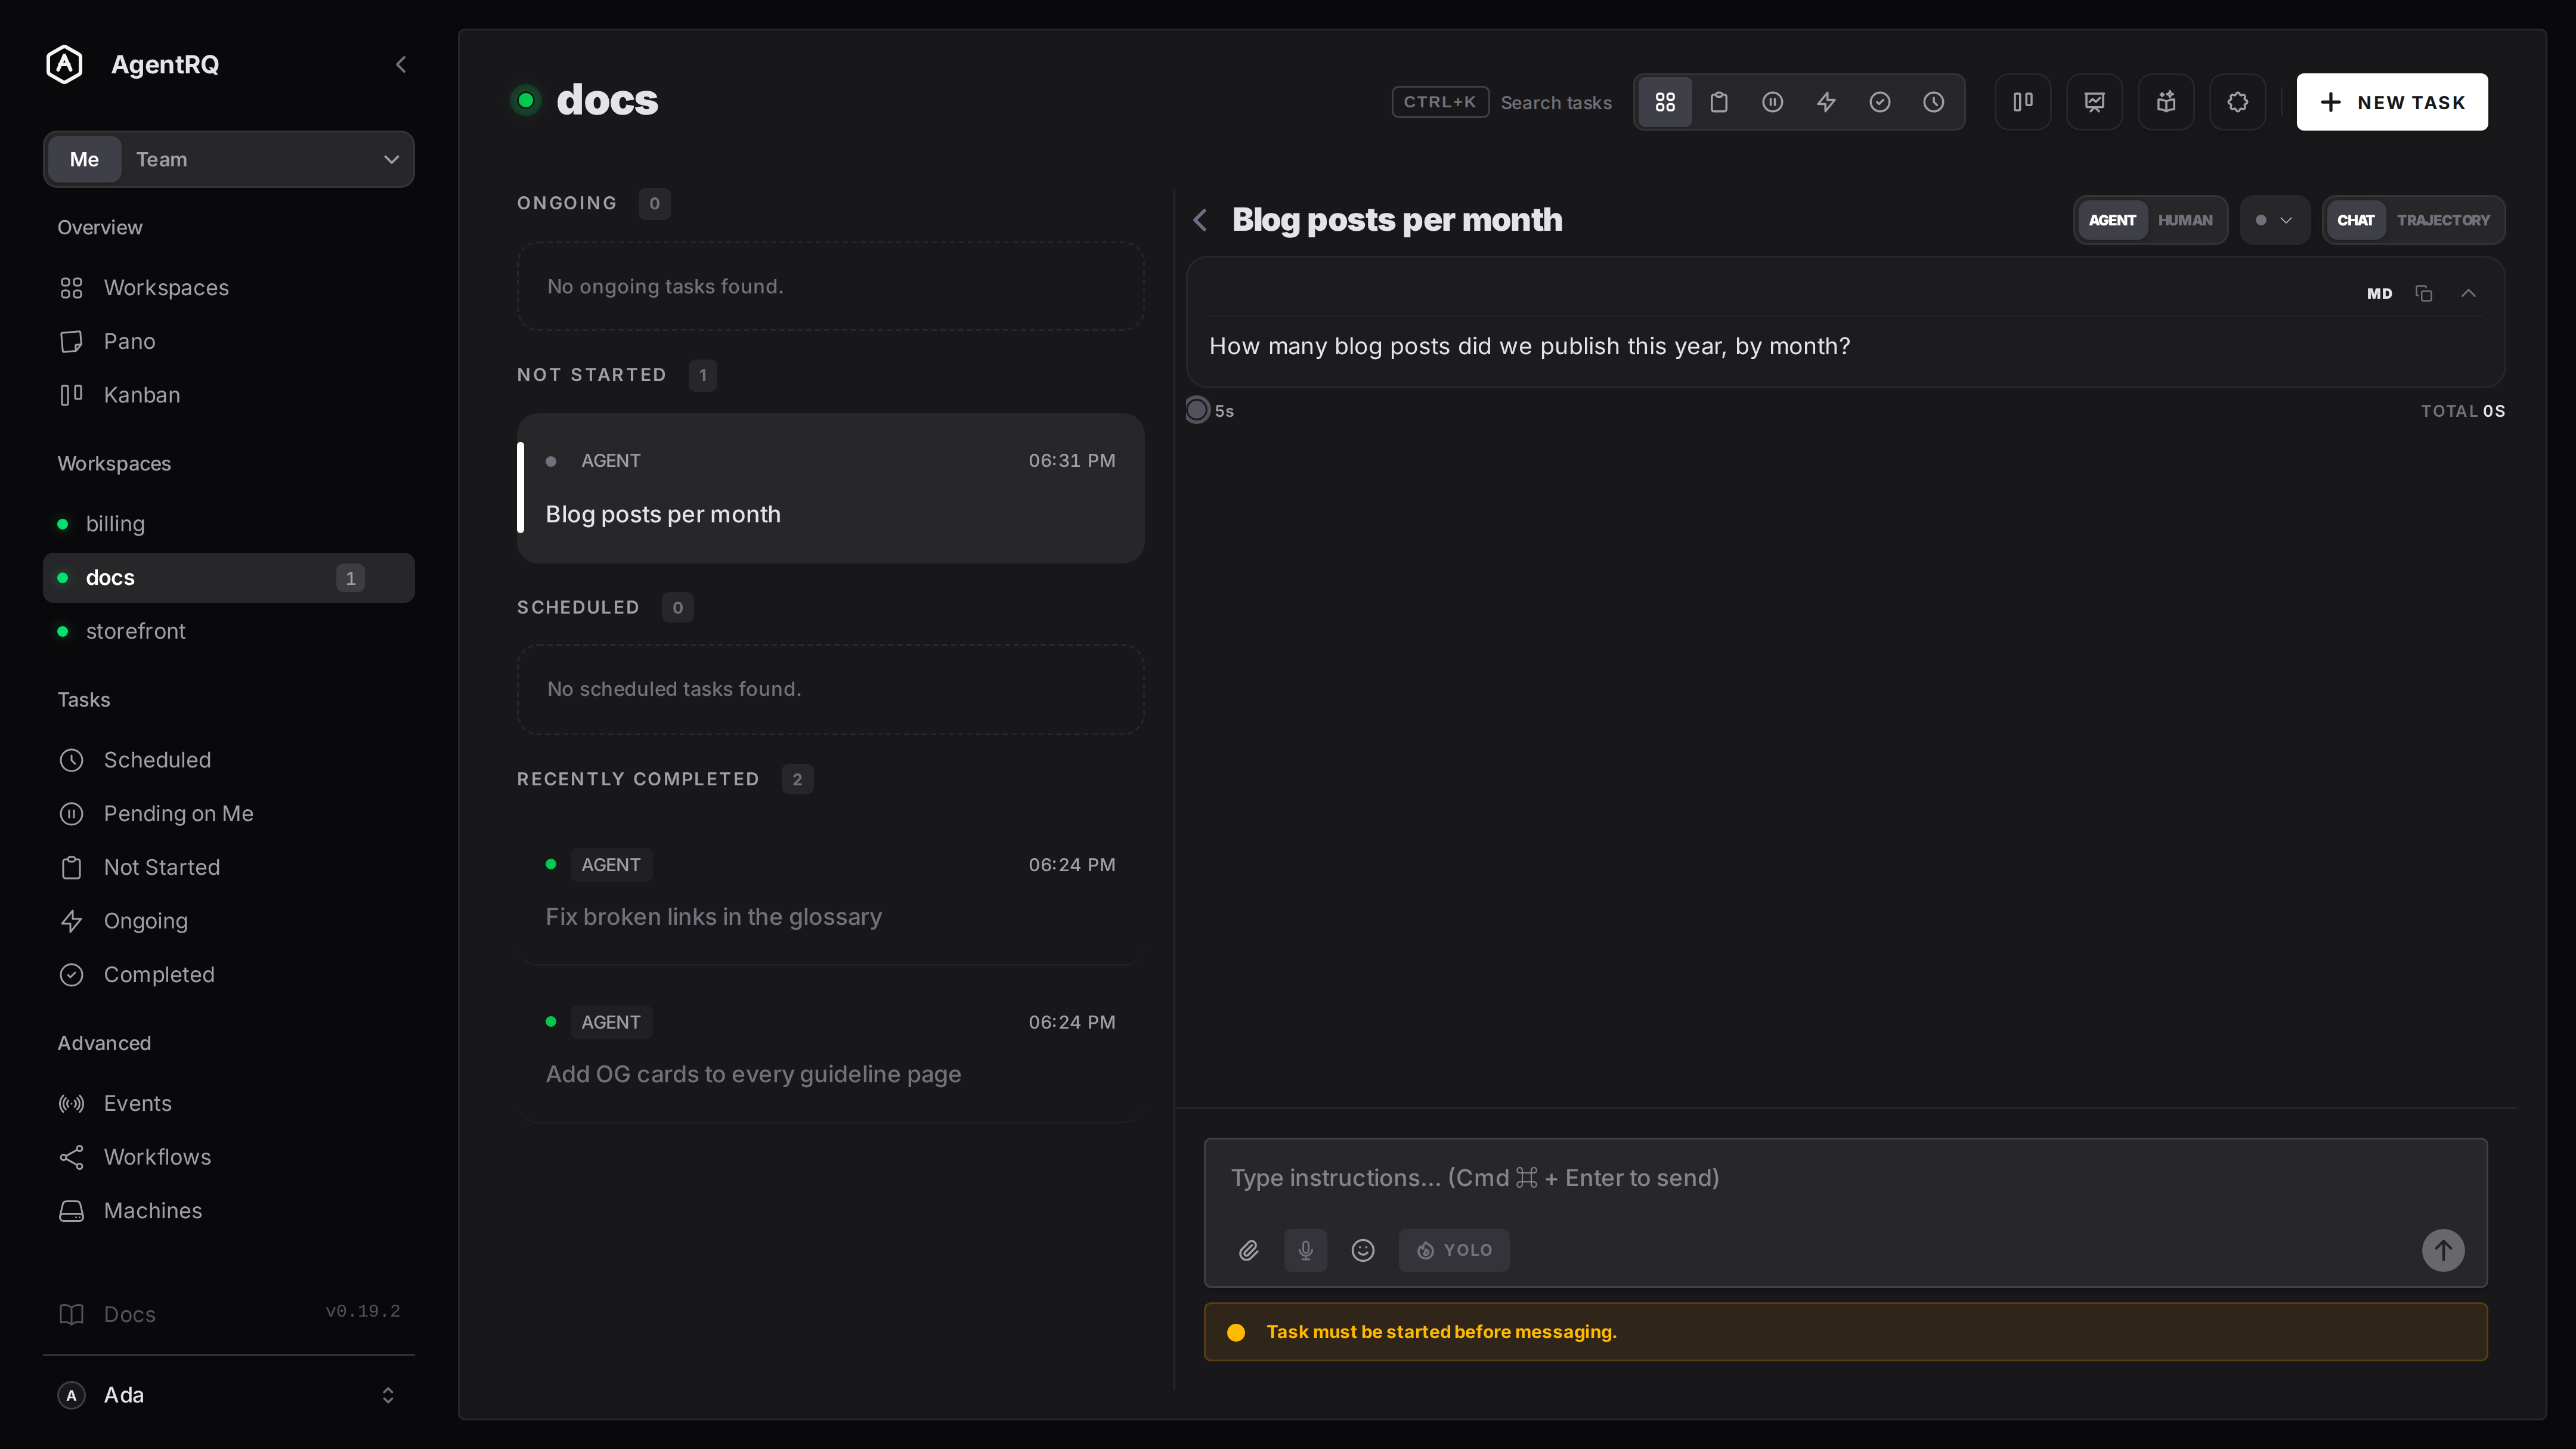 AgentRQ
Me
Team
Overview
Workspaces
Pano
Kanban
Workspaces
billing
docs 1
storefront
Tasks
Scheduled
Pending on Me
Not Started
Ongoing
Completed
Advanced
Events
Workflows
Machines
Docs v0.19.2
A Ada
docs
CTRL+K Search tasks
NEW TASK
ONGOING 0
No ongoing tasks found.
NOT STARTED 1
AGENT 06:31 PM
Blog posts per month
SCHEDULED 0
No scheduled tasks found.
RECENTLY COMPLETED 2
AGENT 06:24 PM
Fix broken links in the glossary
AGENT 06:24 PM
Add OG cards to every guideline page
Blog posts per month
AGENT HUMAN
CHAT TRAJECTORY
MD
How many blog posts did we publish this year, by month?
5s TOTAL 0S
Type instructions... (Cmd ⌘ + Enter to send)
YOLO
Task must be started before messaging.